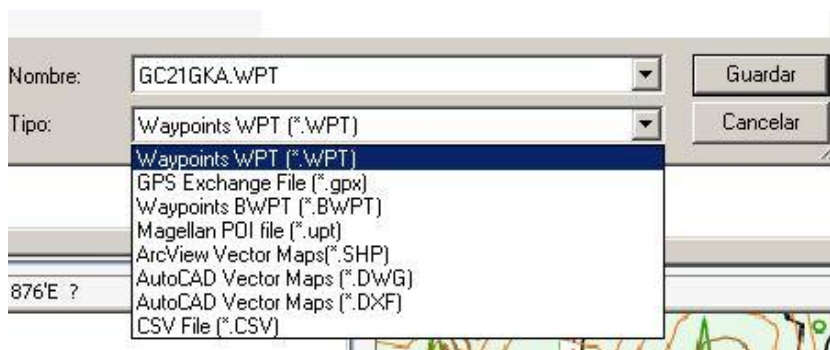 Nombre: GC21GKA.WPT Guardar
Tipo: Waypoints WPT (*.WPT) Cancelar
Waypoints WPT (*.WPT)
GPS Exchange File (*.gpx)
Waypoints BWPT (*.BWPT)
Magellan POI file (*.upt)
ArcView Vector Maps(*.SHP)
AutoCAD Vector Maps (*.DWG)
AutoCAD Vector Maps (*.DXF)
CSV File (*.CSV)
876'E ?